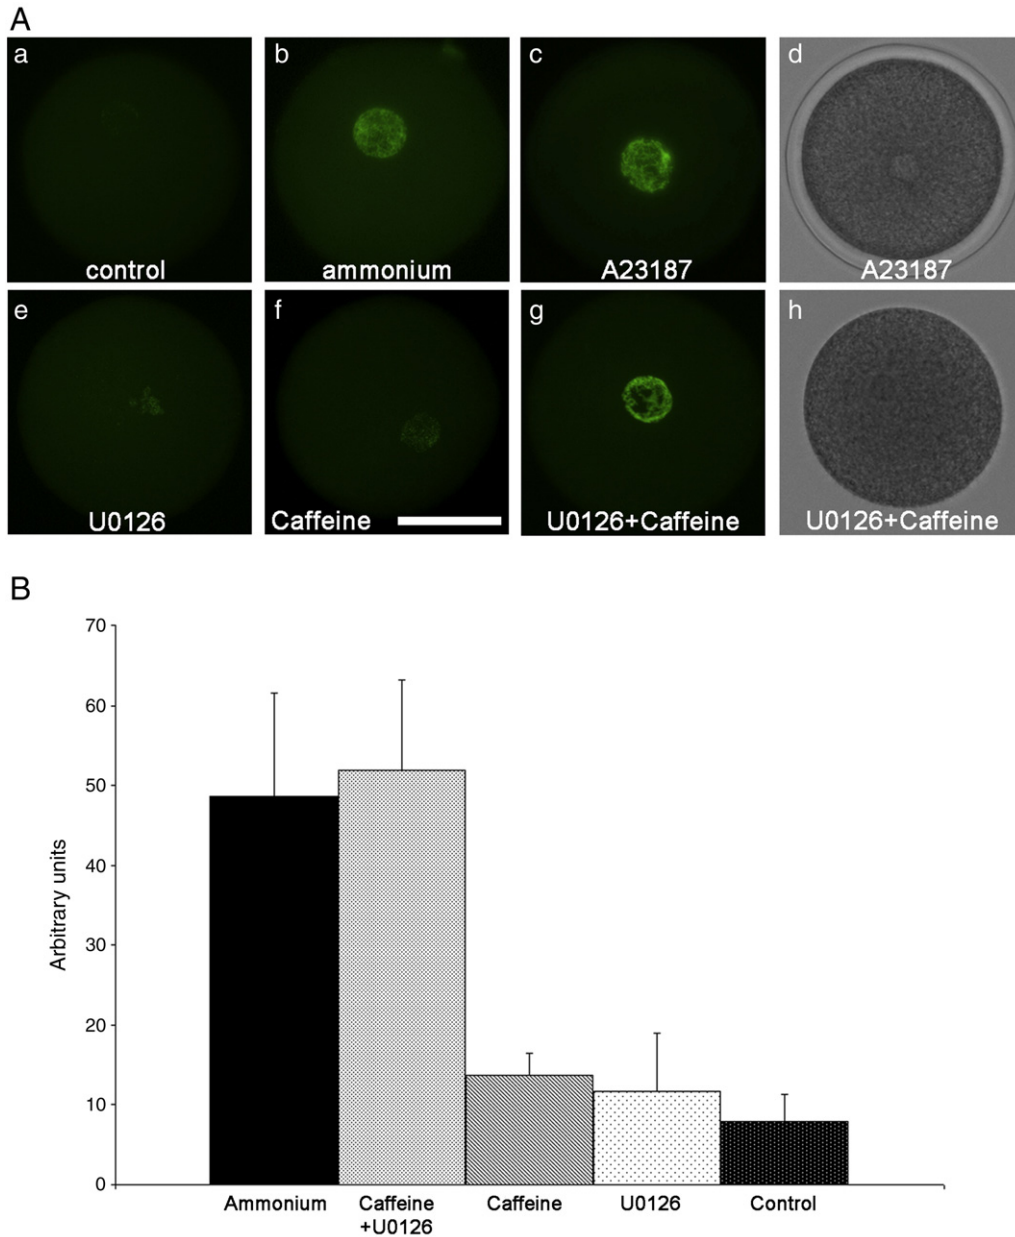 A
a
b
c
d
control
ammonium
A23187
A23187
e
f
g
h
U0126
Caffeine
U0126+Caffeine
U0126+Caffeine
B
70
60
50
40
30
20
10
0
Arbitrary units
Ammonium
Caffeine
+U0126
Caffeine
U0126
Control